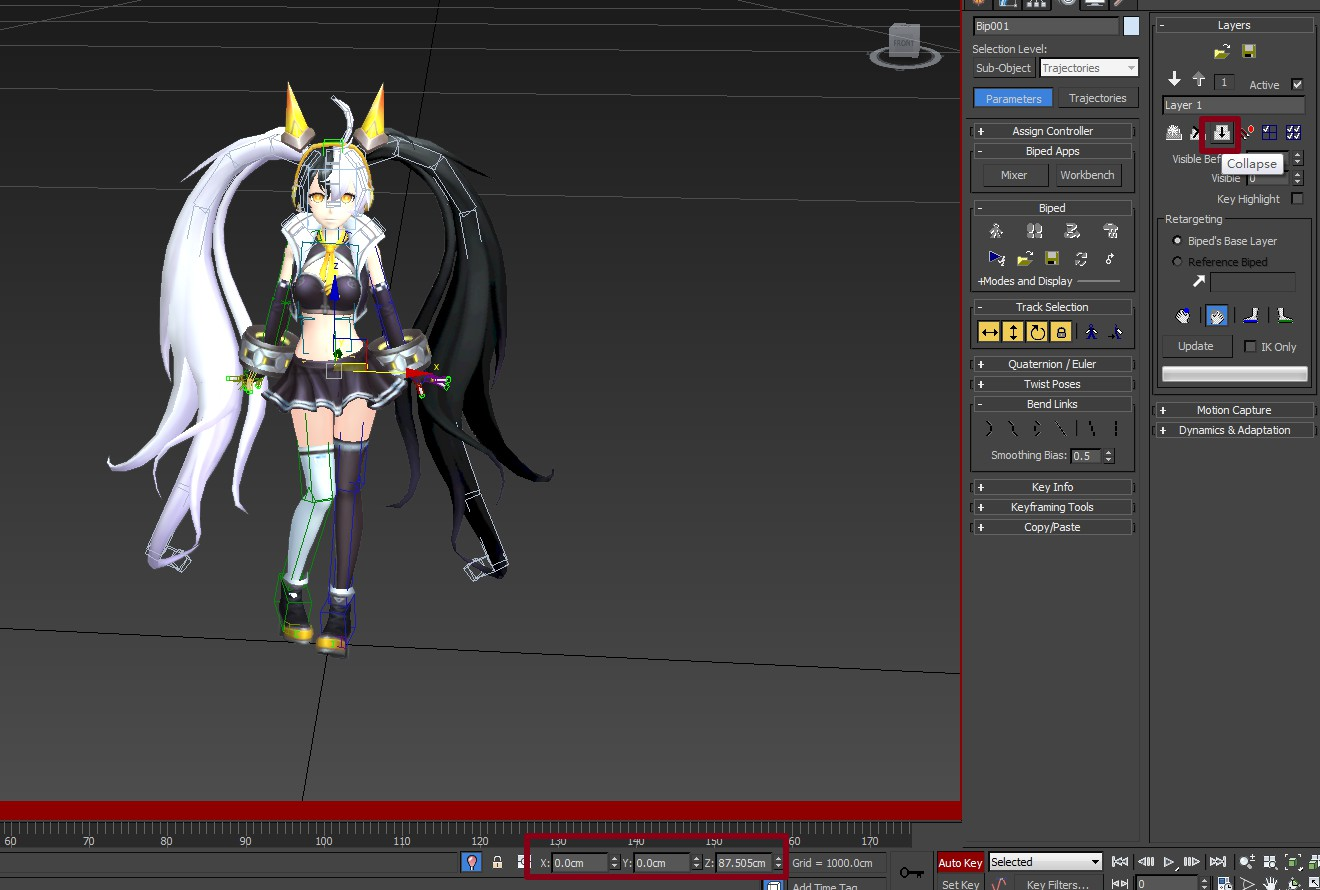 Bip001
Selection Level:
Sub-Object
Trajectories
Parameters
Trajectories
+ Assign Controller
- Biped Apps
Mixer
Workbench
- Biped
+Modes and Display
- Track Selection
+ Quaternion / Euler
+ Twist Poses
- Bend Links
Smoothing Bias: 0.5
+ Key Info
+ Keyframing Tools
+ Copy/Paste
- Layers
1
Active
Layer 1
Collapse
Visible Bef
Visible
0
Key Highlight
Retargeting
Biped's Base Layer
Reference Biped
Update
IK Only
+ Motion Capture
+ Dynamics & Adaptation
FRONT
z
x
60 70 80 90 100 110 120 130 140 150 60 170
X: 0.0cm Y: 0.0cm Z: 87.505cm Grid = 1000.0cm
Auto Key
Selected
Add Time Tag
Set Key
Key Filters...
0